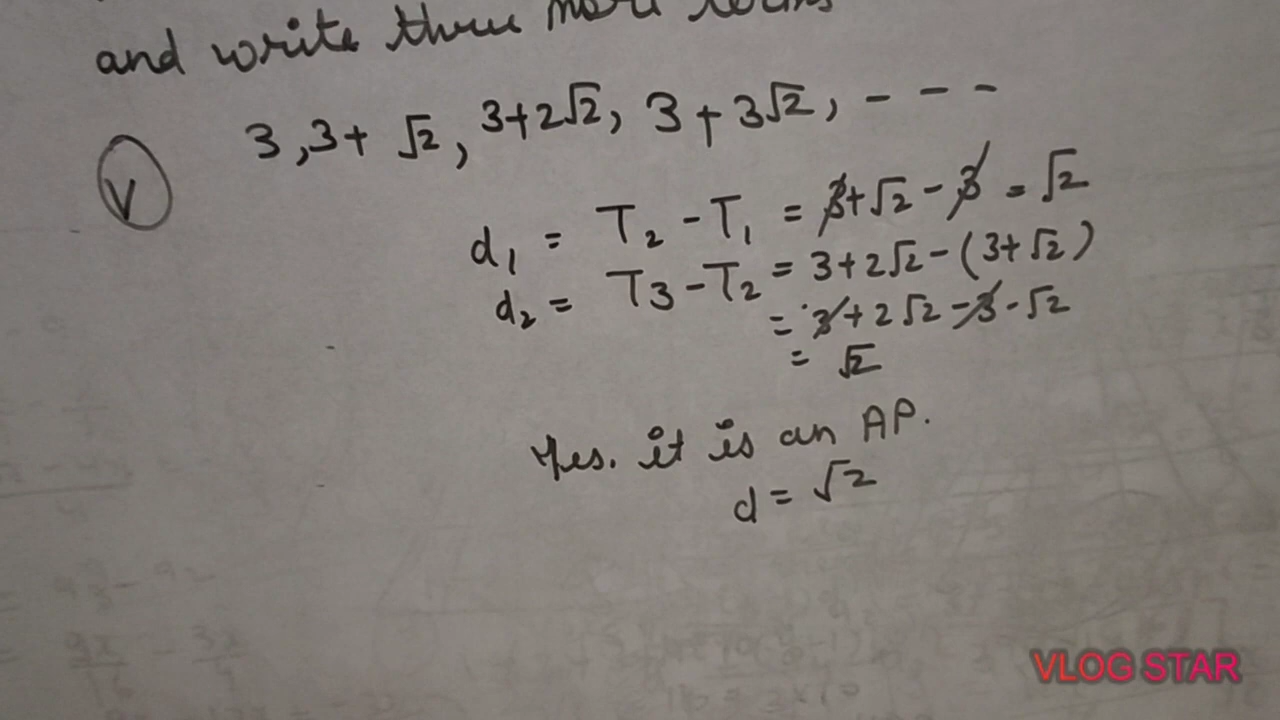 and write three more terms
3, 3+ √2, 3+2√2, 3+3√2, - - - -
V
d₁ = T₂ - T₁ = 3+√2 - 3 = √2
d₂ = T3 - T₂ = 3+2√2 - (3+√2)
= 3+2√2 - 3 - √2
= √2
Yes. it is an AP.
d = √2
VLOG STAR